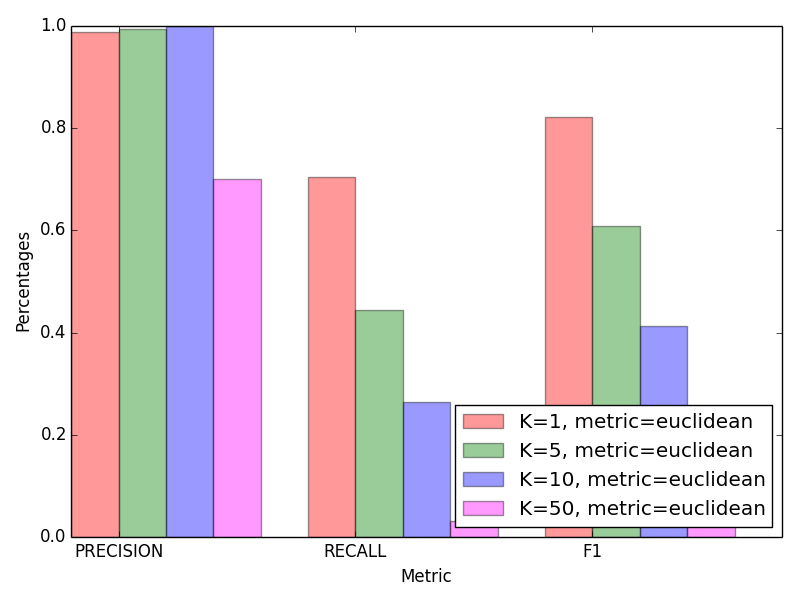 1.0
0.8
0.6
0.4
0.2
0.0
Percentages
K=1, metric=euclidean
K=5, metric=euclidean
K=10, metric=euclidean
K=50, metric=euclidean
PRECISION RECALL F1
Metric